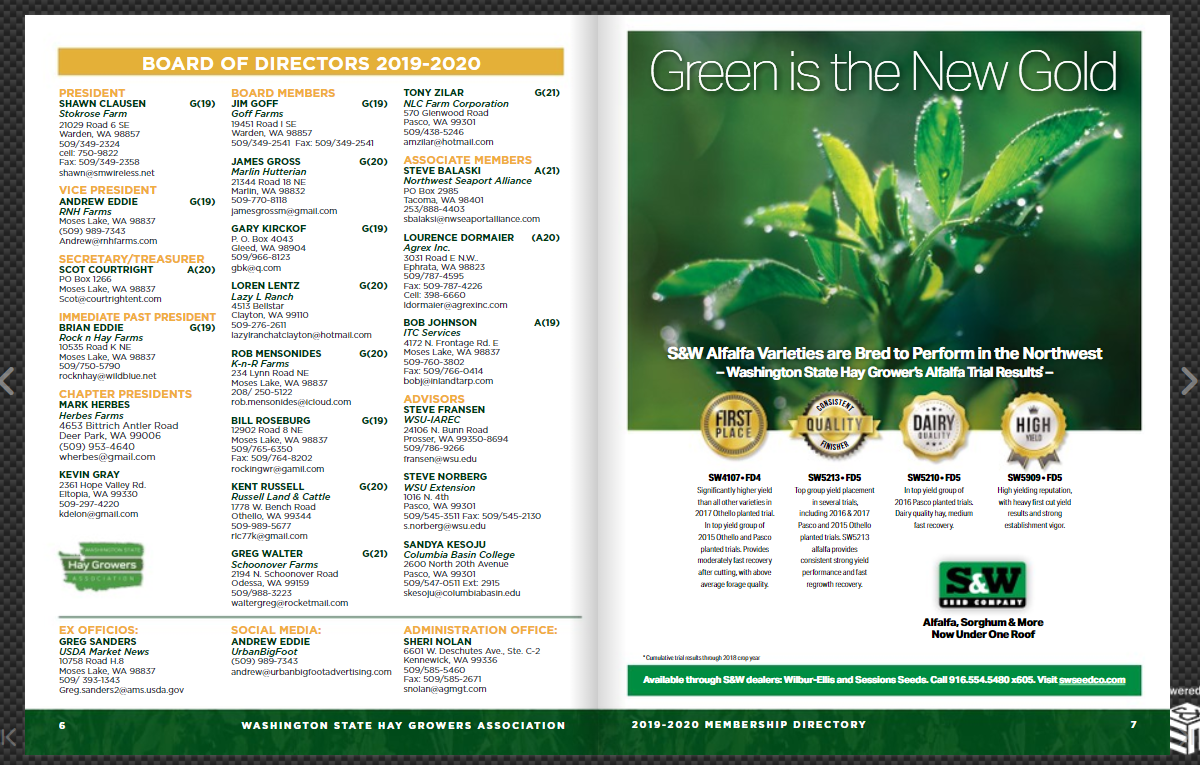 BOARD OF DIRECTORS 2019-2020
PRESIDENT
SHAWN CLAUSEN G(19)
Stokrose Farm
21029 Road 6 SE
Warden, WA 98857
509/349-2324
cell: 750-9822
Fax: 509/349-2358
shawn@smwireless.net
VICE PRESIDENT
ANDREW EDDIE G(19)
RNH Farms
Moses Lake, WA 98837
(509) 989-7343
Andrew@rnhfarms.com
SECRETARY/TREASURER
SCOT COURTRIGHT A(20)
PO Box 1266
Moses Lake, WA 98837
Scot@courtrightent.com
IMMEDIATE PAST PRESIDENT
BRIAN EDDIE G(19)
Rock n Hay Farms
10535 Road K NE
Moses Lake, WA 98837
509/750-5790
rocknhay@wildblue.net
CHAPTER PRESIDENTS
MARK HERBES
Herbes Farms
4653 Bittrich Antler Road
Deer Park, WA 99006
(509) 953-4640
wherbes@gmail.com
KEVIN GRAY
2361 Hope Valley Rd.
Eltopia, WA 99330
509-297-4220
kdelon@gmail.com
WASHINGTON STATE
Hay Growers
ASSOCIATION
BOARD MEMBERS
JIM GOFF G(19)
Goff Farms
19451 Road I SE
Warden, WA 98857
509/349-2541 Fax: 509/349-2541
JAMES GROSS G(20)
Marlin Hutterian
21344 Road 18 NE
Marlin, WA 98832
509-770-8118
jamesgrossm@gmail.com
GARY KIRCKOF G(19)
P. O. Box 4043
Gleed, WA 98904
509/966-8123
gbk@q.com
LOREN LENTZ G(20)
Lazy L Ranch
4513 Bellstar
Clayton, WA 99110
509-276-2611
lazylranchatclayton@hotmail.com
ROB MENSONIDES G(20)
K-n-R Farms
234 Lynn Road NE
Moses Lake, WA 98837
208/ 250-5122
rob.mensonides@icloud.com
BILL ROSEBURG G(19)
12902 Road 8 NE
Moses Lake, WA 98837
509/765-6350
Fax: 509/764-8202
rockingwr@gamil.com
KENT RUSSELL G(20)
Russell Land & Cattle
1778 W. Bench Road
Othello, WA 99344
509-989-5677
rlc77k@gmail.com
GREG WALTER G(21)
Schoonover Farms
2194 N. Schoonover Road
Odessa, WA 99159
509/988-3223
waltergreg@rocketmail.com
TONY ZILAR G(21)
NLC Farm Corporation
570 Glenwood Road
Pasco, WA 99301
509/438-5246
amzilar@hotmail.com
ASSOCIATE MEMBERS
STEVE BALASKI A(21)
Northwest Seaport Alliance
PO Box 2985
Tacoma, WA 98401
253/888-4403
sbalaksi@nwseaportalliance.com
LOURENCE DORMAIER (A20)
Agrex Inc.
3031 Road E N.W..
Ephrata, WA 98823
509/787-4595
Fax: 509-787-4226
Cell: 398-6660
ldormaier@agrexinc.com
BOB JOHNSON A(19)
ITC Services
4172 N. Frontage Rd. E
Moses Lake, WA 98837
509-760-3802
Fax: 509/766-0414
bobj@inlandtarp.com
ADVISORS
STEVE FRANSEN
WSU-IAREC
24106 N. Bunn Road
Prosser, WA 99350-8694
509/786-9266
fransen@wsu.edu
STEVE NORBERG
WSU Extension
1016 N. 4th
Pasco, WA 99301
509/545-3511 Fax: 509/545-2130
s.norberg@wsu.edu
SANDYA KESOJU
Columbia Basin College
2600 North 20th Avenue
Pasco, WA 99301
509/547-0511 Ext: 2915
skesoju@columbiabasin.edu
EX OFFICIOS:
GREG SANDERS
USDA Market News
10758 Road H.8
Moses Lake, WA 98837
509/ 393-1343
Greg.sanders2@ams.usda.gov
SOCIAL MEDIA:
ANDREW EDDIE
UrbanBigFoot
(509) 989-7343
andrew@urbanbigfootadvertising.com
ADMINISTRATION OFFICE:
SHERI NOLAN
6601 W. Deschutes Ave., Ste. C-2
Kennewick, WA 99336
509/585-5460
Fax: 509/585-2671
snolan@agmgt.com
6 WASHINGTON STATE HAY GROWERS ASSOCIATION
Green is the New Gold
S&W Alfalfa Varieties are Bred to Perform in the Northwest
– Washington State Hay Grower's Alfalfa Trial Results* –
FIRST
PLACE
CONSISTENT
QUALITY
FINISHER
DAIRY
QUALITY
HIGH
YIELD
SW4107 • FD4
Significantly higher yield
than all other varieties in
2017 Othello planted trial.
In top yield group of
2015 Othello and Pasco
planted trials. Provides
moderately fast recovery
after cutting, with above
average forage quality.
SW5213 • FD5
Top group yield placement
in several trials,
including 2016 & 2017
Pasco and 2015 Othello
planted trials. SW5213
alfalfa provides
consistent strong yield
performance and fast
regrowth recovery.
SW5210 • FD5
In top yield group of
2016 Pasco planted trials.
Dairy quality hay, medium
fast recovery.
SW5909 • FD5
High yielding reputation,
with heavy first cut yield
results and strong
establishment vigor.
S&W
SEED COMPANY
Alfalfa, Sorghum & More
Now Under One Roof
* Cumulative trial results through 2018 crop year
Available through S&W dealers: Wilbur-Ellis and Sessions Seeds. Call 916.554.5480 x605. Visit swseedco.com
2019-2020 MEMBERSHIP DIRECTORY 7
wered